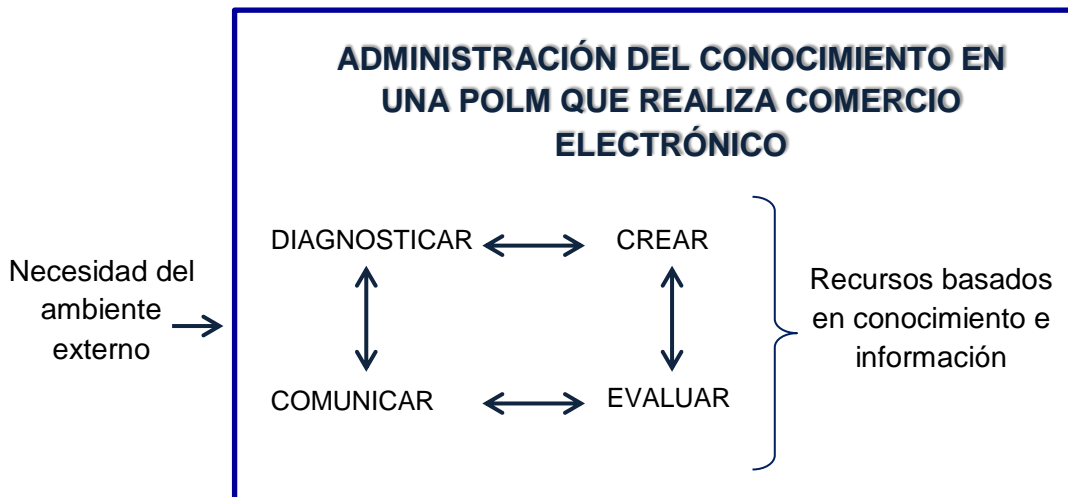 ADMINISTRACIÓN DEL CONOCIMIENTO EN
UNA POLM QUE REALIZA COMERCIO
ELECTRÓNICO
DIAGNOSTICAR
CREAR
Necesidad del
ambiente
externo
Recursos basados
en conocimiento e
información
COMUNICAR
EVALUAR